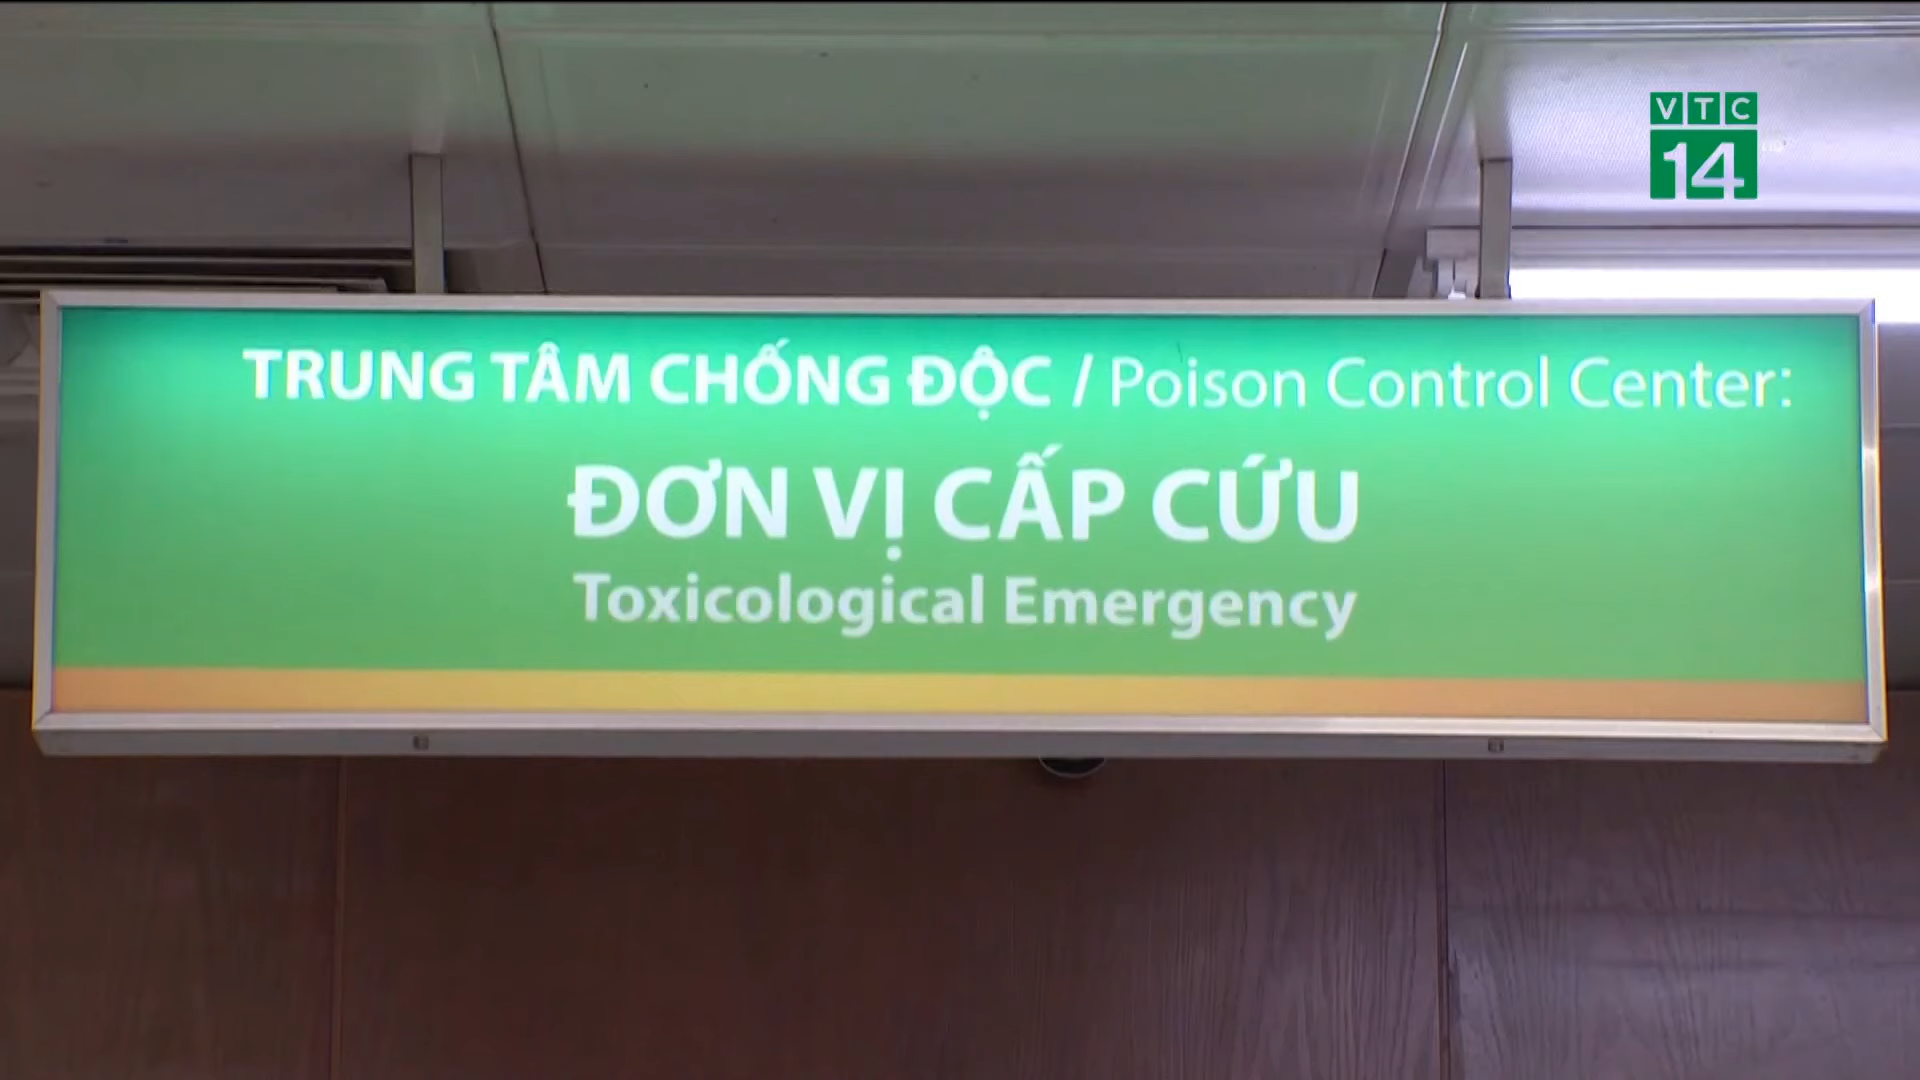 VTC
14
TRUNG TÂM CHỐNG ĐỘC / Poison Control Center:
ĐƠN VỊ CẤP CỨU
Toxicological Emergency